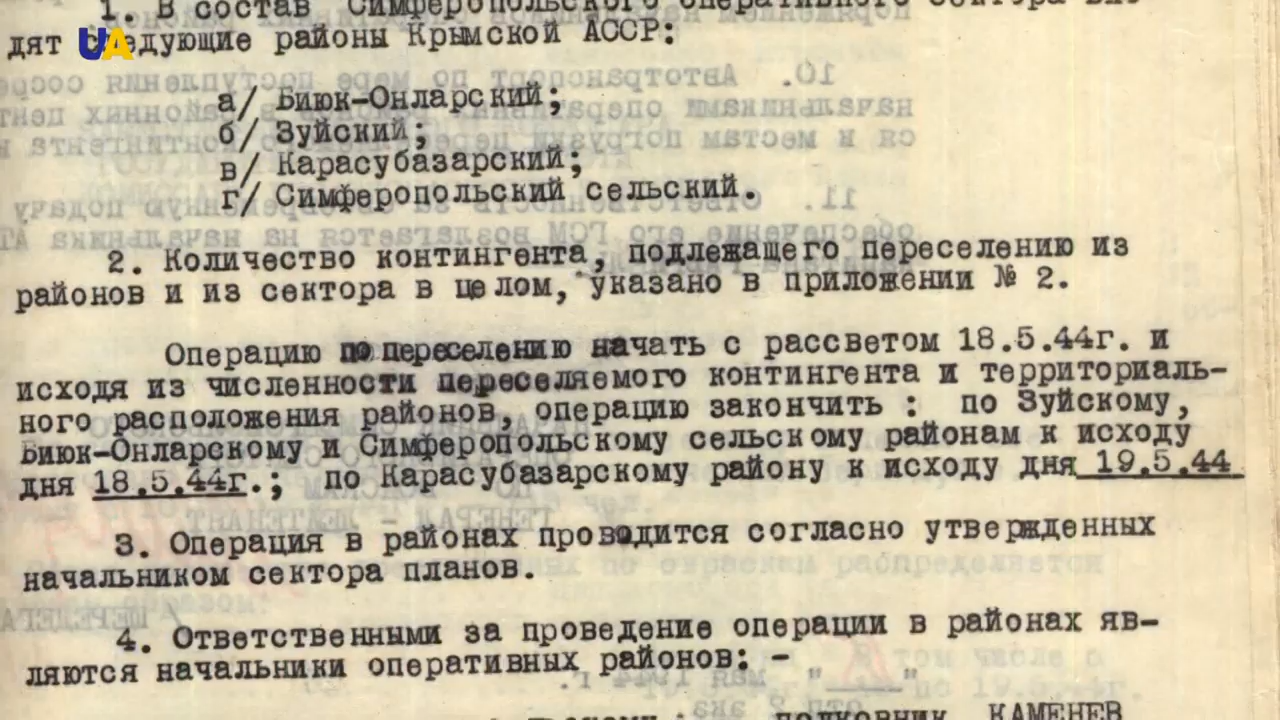 1. В состав Симферопольского оперативного сектора вхо-
дят следующие районы Крымской АССР:
UA
а/ Биюк-Онларский;
б/ Зуйский;
в/ Карасубазарский;
г/ Симферопольский сельский.
2. Количество контингента, подлежащего переселению из
районов и из сектора в целом, указано в приложении № 2.
Операцию по переселению начать с рассветом 18.5.44г. и
исходя из численности переселяемого контингента и территориаль-
ного расположения районов, операцию закончить : по Зуйскому,
Биюк-Онларскому и Симферопольскому сельскому районам к исходу
дня 18.5.44г.; по Карасубазарскому району к исходу дня 19.5.44
3. Операция в районах проводится согласно утвержденных
начальником сектора планов.
4. Ответственными за проведение операции в районах яв-
ляются начальники оперативных районов: -
полковник КАМЕНЕВ